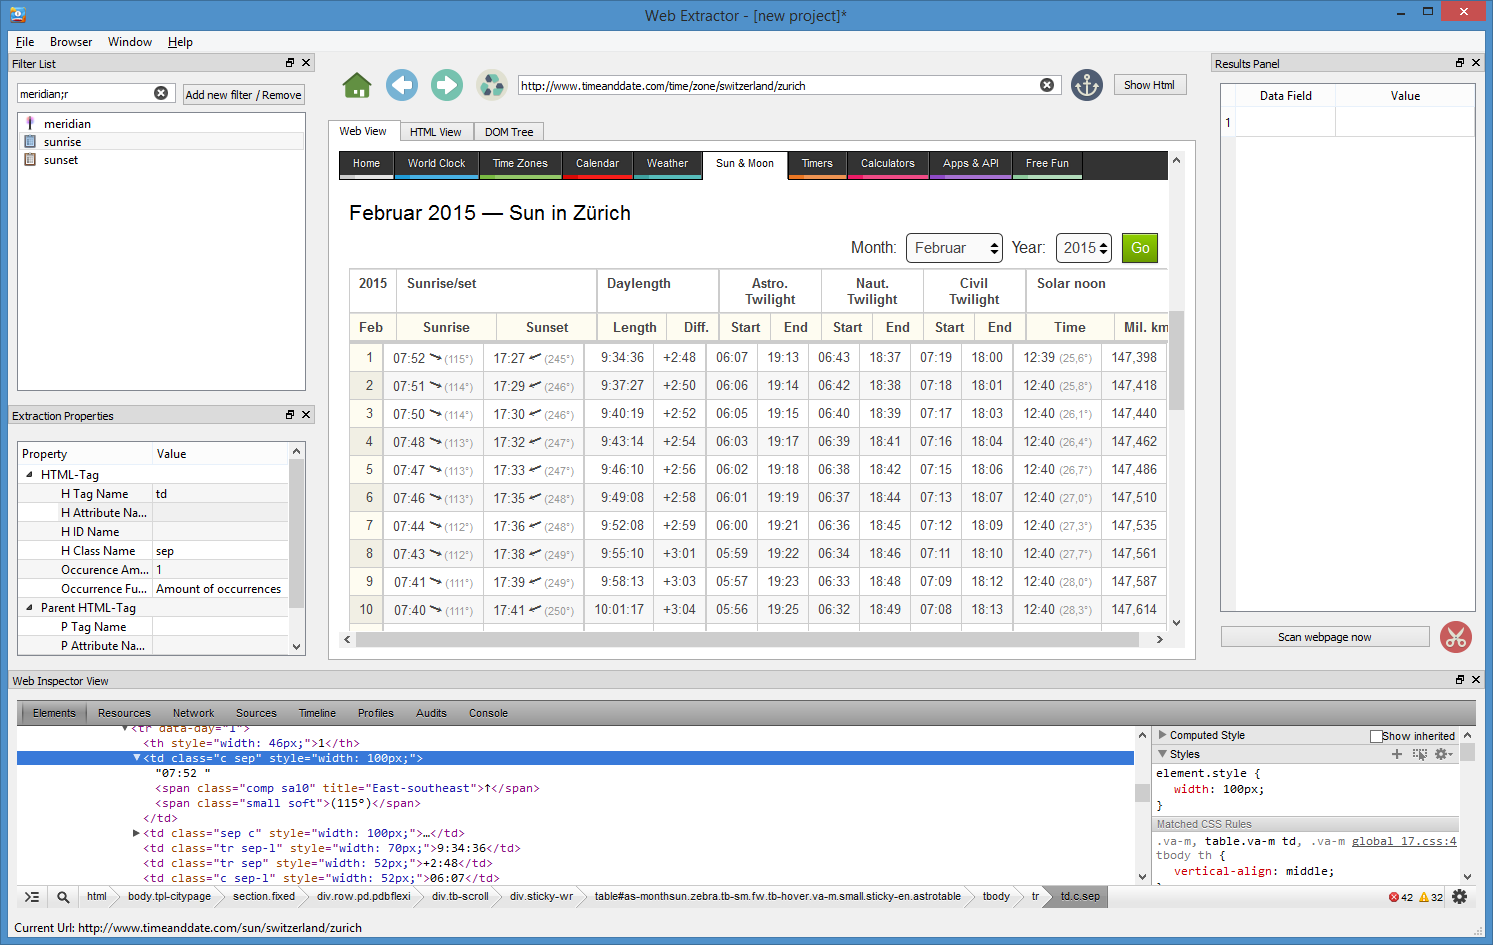 Web Extractor - [new project]*
File Browser Window Help
Filter List
meridian;r
Add new filter / Remove
meridian
sunrise
sunset
Extraction Properties
Property Value
HTML-Tag
H Tag Name td
H Attribute Na...
H ID Name
H Class Name sep
Occurence Am... 1
Occurrence Fu... Amount of occurrences
Parent HTML-Tag
P Tag Name
P Attribute Na...
http://www.timeanddate.com/time/zone/switzerland/zurich
Show Html
Web View HTML View DOM Tree
Home World Clock Time Zones Calendar Weather Sun & Moon Timers Calculators Apps & API Free Fun
Februar 2015 — Sun in Zürich
Month: Februar Year: 2015 Go
2015 Sunrise/set Daylength Astro. Twilight Naut. Twilight Civil Twilight Solar noon
Feb Sunrise Sunset Length Diff. Start End Start End Start End Time Mil. km
1 07:52 (115°) 17:27 (245°) 9:34:36 +2:48 06:07 19:13 06:43 18:37 07:19 18:00 12:39 (25,6°) 147,398
2 07:51 (114°) 17:29 (246°) 9:37:27 +2:50 06:06 19:14 06:42 18:38 07:18 18:01 12:40 (25,8°) 147,418
3 07:50 (114°) 17:30 (246°) 9:40:19 +2:52 06:05 19:15 06:40 18:39 07:17 18:03 12:40 (26,1°) 147,440
4 07:48 (113°) 17:32 (247°) 9:43:14 +2:54 06:03 19:17 06:39 18:41 07:16 18:04 12:40 (26,4°) 147,462
5 07:47 (113°) 17:33 (247°) 9:46:10 +2:56 06:02 19:18 06:38 18:42 07:15 18:06 12:40 (26,7°) 147,486
6 07:46 (113°) 17:35 (248°) 9:49:08 +2:58 06:01 19:19 06:37 18:44 07:13 18:07 12:40 (27,0°) 147,510
7 07:44 (112°) 17:36 (248°) 9:52:08 +2:59 06:00 19:21 06:36 18:45 07:12 18:09 12:40 (27,3°) 147,535
8 07:43 (112°) 17:38 (249°) 9:55:10 +3:01 05:59 19:22 06:34 18:46 07:11 18:10 12:40 (27,7°) 147,561
9 07:41 (111°) 17:39 (249°) 9:58:13 +3:03 05:57 19:23 06:33 18:48 07:09 18:12 12:40 (28,0°) 147,587
10 07:40 (111°) 17:41 (250°) 10:01:17 +3:04 05:56 19:25 06:32 18:49 07:08 18:13 12:40 (28,3°) 147,614
Results Panel
Data Field Value
1
Scan webpage now
Web Inspector View
Elements Resources Network Sources Timeline Profiles Audits Console
<tr data-day="1">
<th style="width: 46px;">1</th>
<td class="c sep" style="width: 100px;">
"07:52 "
<span class="comp sa10" title="East-southeast">↑</span>
<span class="small soft">(115°)</span>
</td>
<td class="sep c" style="width: 100px;">…</td>
<td class="tr sep-l" style="width: 70px;">9:34:36</td>
<td class="tr sep" style="width: 52px;">+2:48</td>
<td class="c sep-l" style="width: 52px;">06:07</td>
Computed Style Show inherited
Styles
element.style {
width: 100px;
}
Matched CSS Rules
.va-m, table.va-m td, .va-m global_17.css:4
tbody th {
vertical-align: middle;
html body.tpl-citypage section.fixed div.row.pd.pdbflexi div.tb-scroll div.sticky-wr table#as-monthsun.zebra.tb-sm.fw.tb-hover.va-m.small.sticky-en.astrotable tbody tr td.c.sep
42 32
Current Url: http://www.timeanddate.com/sun/switzerland/zurich